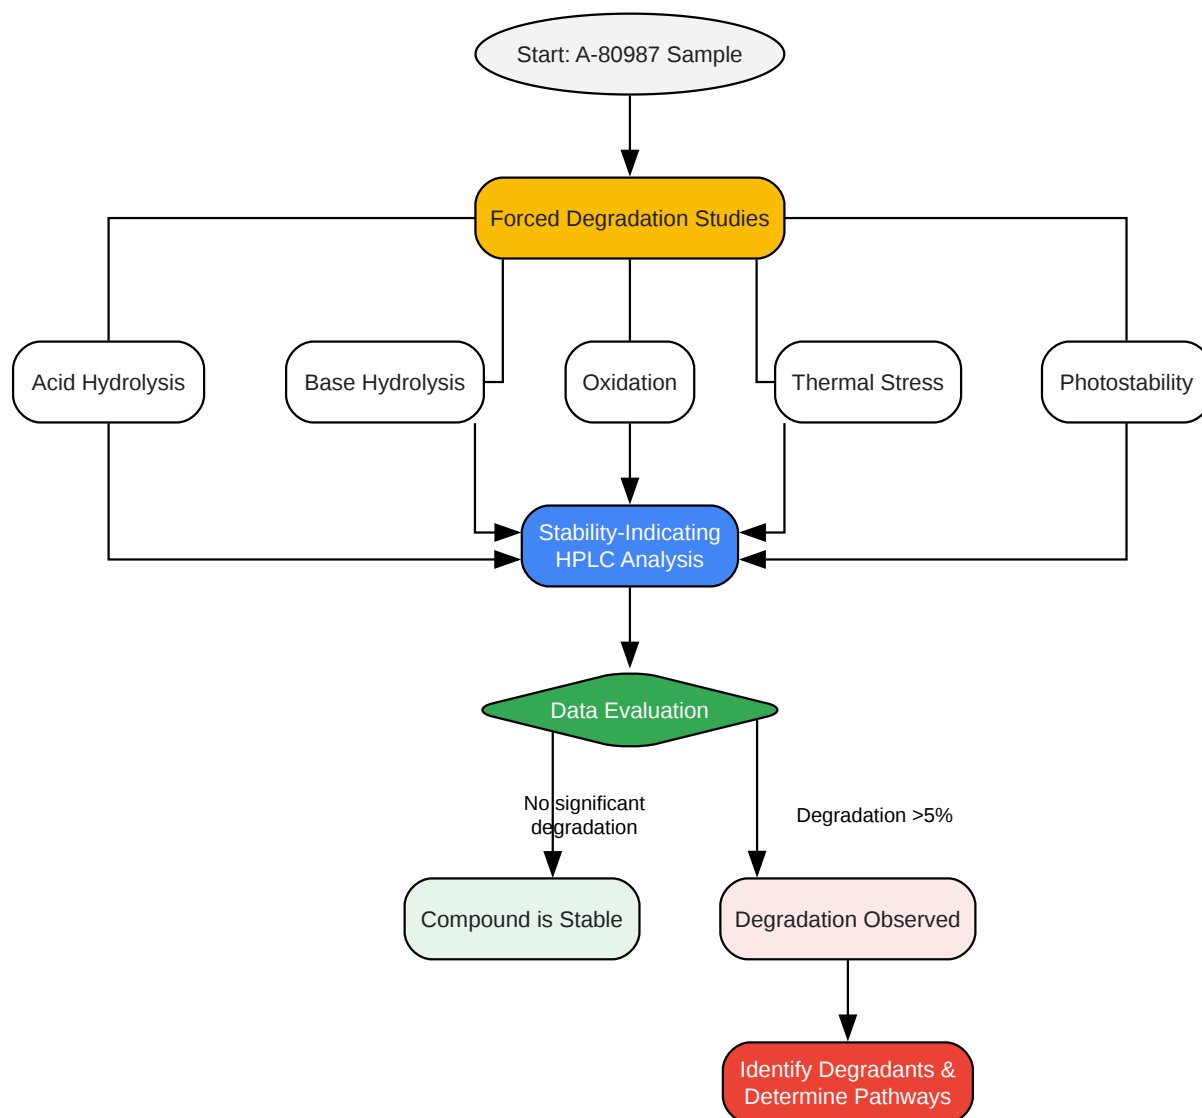 Start: A-80987 Sample
Forced Degradation Studies
Acid Hydrolysis
Base Hydrolysis
Oxidation
Thermal Stress
Photostability
Stability-Indicating
HPLC Analysis
Data Evaluation
No significant
degradation
Degradation >5%
Compound is Stable
Degradation Observed
Identify Degradants &
Determine Pathways